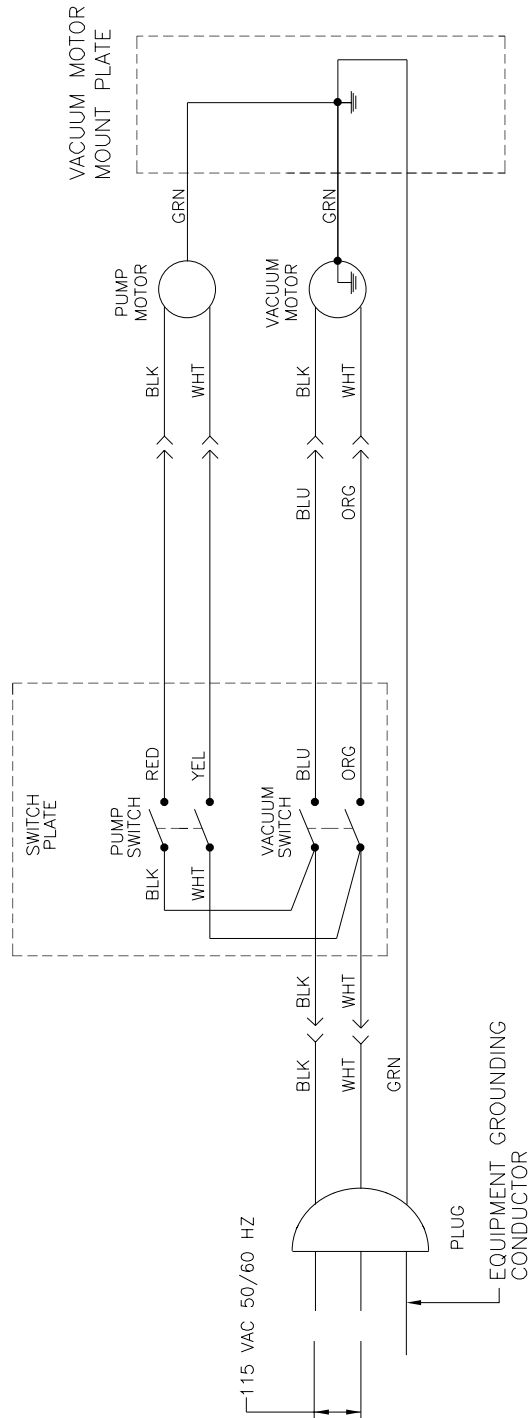 VACUUM MOTOR
MOUNT PLATE
GRN
GRN
PUMP
MOTOR
VACUUM
MOTOR
BLK
WHT
BLK
WHT
BLU
ORG
SWITCH
PLATE
RED
YEL
BLU
ORG
PUMP
SWITCH
VACUUM
SWITCH
BLK
WHT
BLK
WHT
BLK
WHT
GRN
PLUG
EQUIPMENT GROUNDING
CONDUCTOR
115 VAC 50/60 HZ